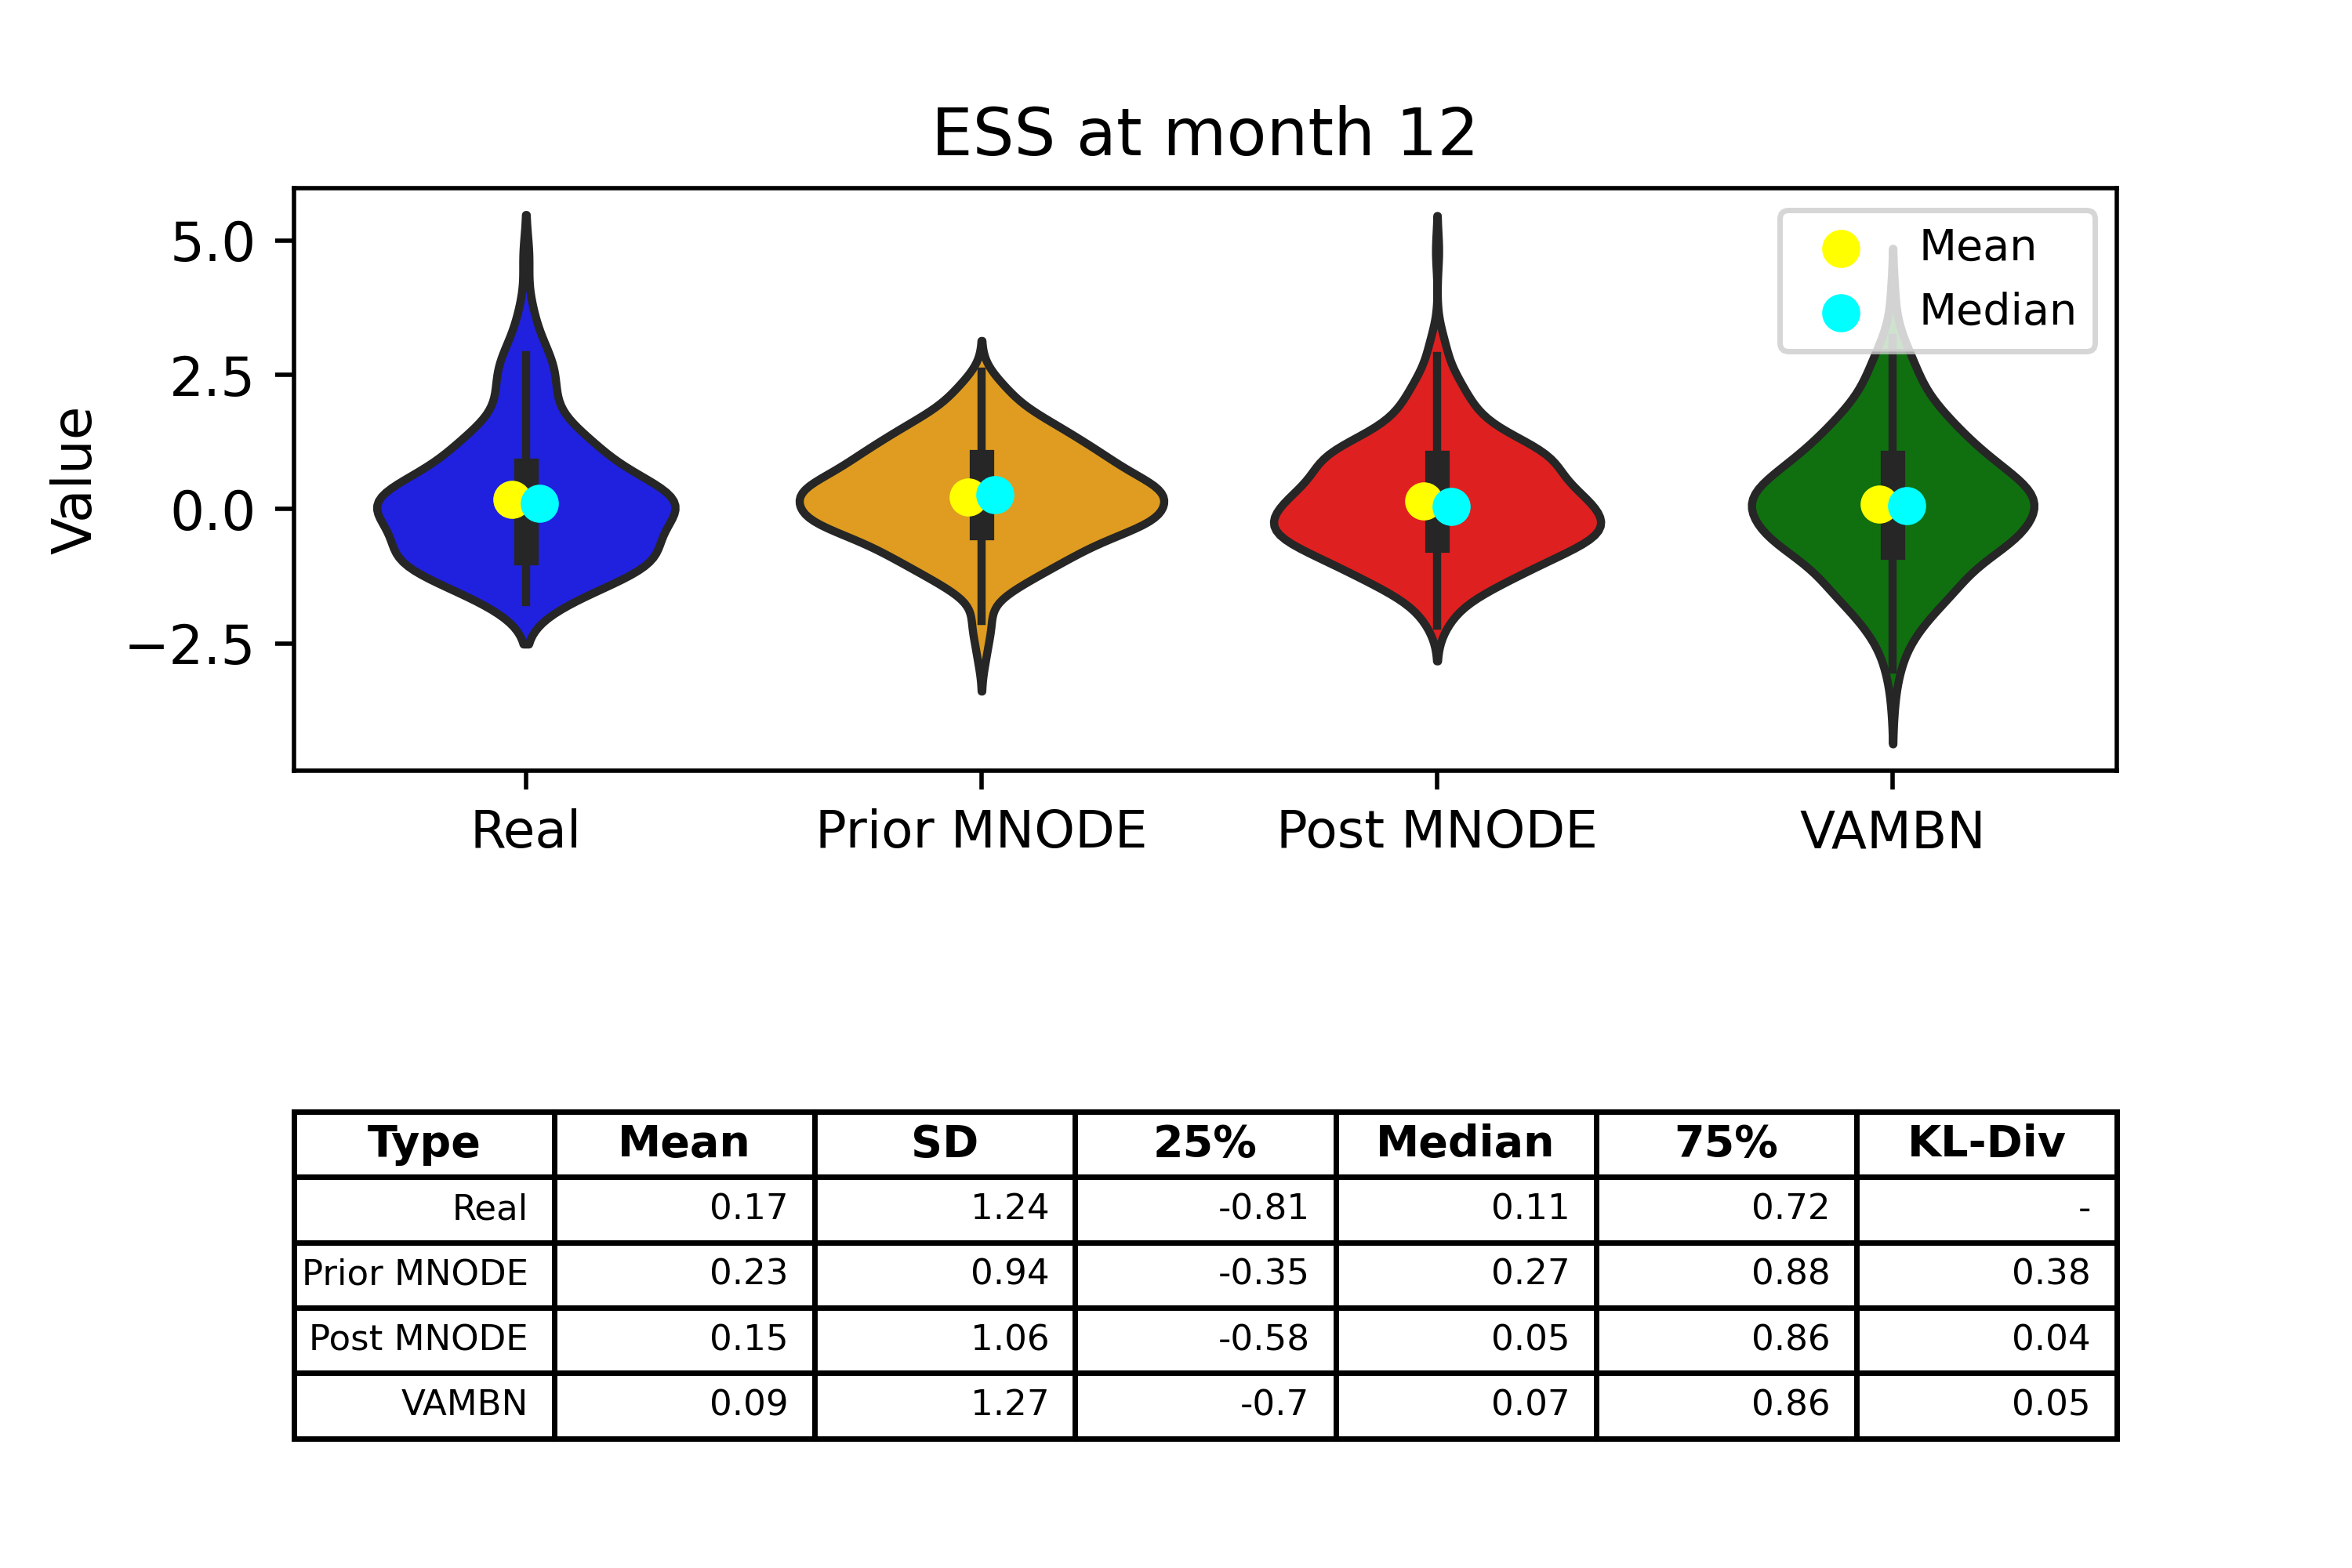 ESS at month 12
Value
5.0
2.5
0.0
−2.5
Mean
Median
Real Prior MNODE Post MNODE VAMBN
Type Mean SD 25% Median 75% KL-Div
Real 0.17 1.24 -0.81 0.11 0.72 -
Prior MNODE 0.23 0.94 -0.35 0.27 0.88 0.38
Post MNODE 0.15 1.06 -0.58 0.05 0.86 0.04
VAMBN 0.09 1.27 -0.7 0.07 0.86 0.05